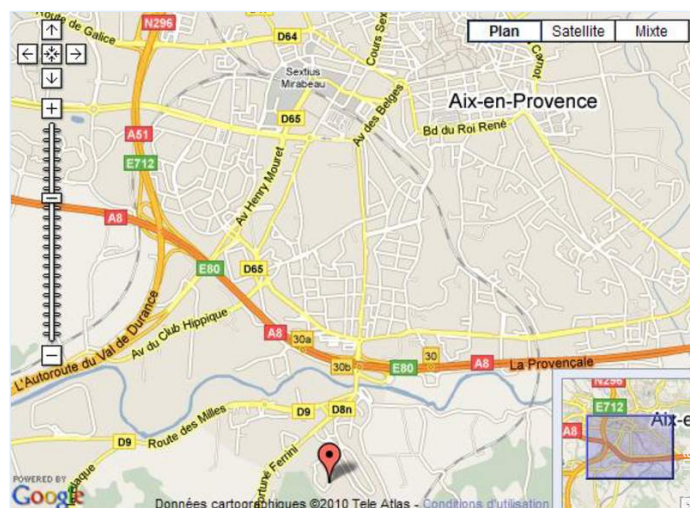 Route de Galice
N296
D64
Cours Sex
Carnot
Plan
Satellite
Mixte
Sextius
Mirabeau
Aix-en-Provence
D65
Av des Belges
Bd du Roi René
A51
E712
Av Henry Mouret
A8
E80
D65
L'Autoroute du Val de Durance
Av du Club Hippique
A8
30a
30b
E80
30
A8
La Provençale
D9
D8n
D9
Route des Milles
N296
E712
Aix-e
A8
POWERED BY
Google
Données cartographiques ©2010 Tele Atlas - Conditions d'utilisation